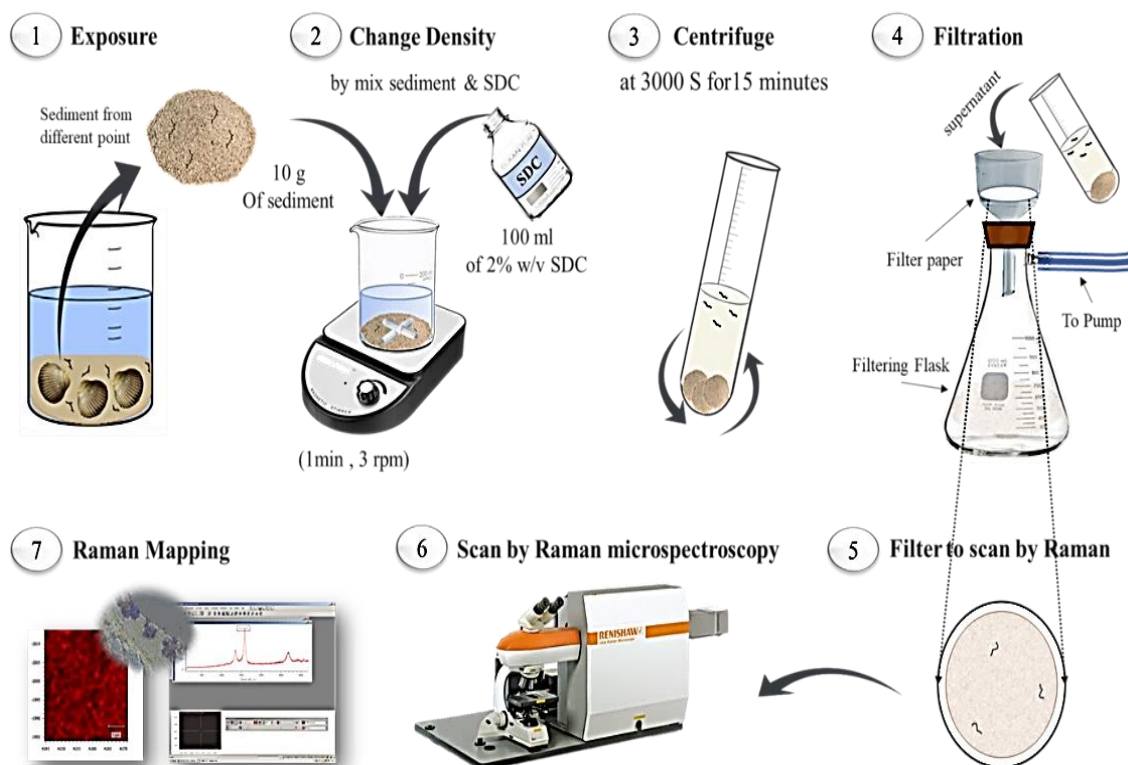 1 Exposure
Sediment from
different point
2 Change Density
by mix sediment & SDC
10 g
Of sediment
SDC
100 ml
of 2% w/v SDC
(1min , 3 rpm)
3 Centrifuge
at 3000 S for15 minutes
4 Filtration
supernatant
Filter paper
To Pump
Filtering Flask
5 Filter to scan by Raman
6 Scan by Raman microspectroscopy
RENISHAW
7 Raman Mapping